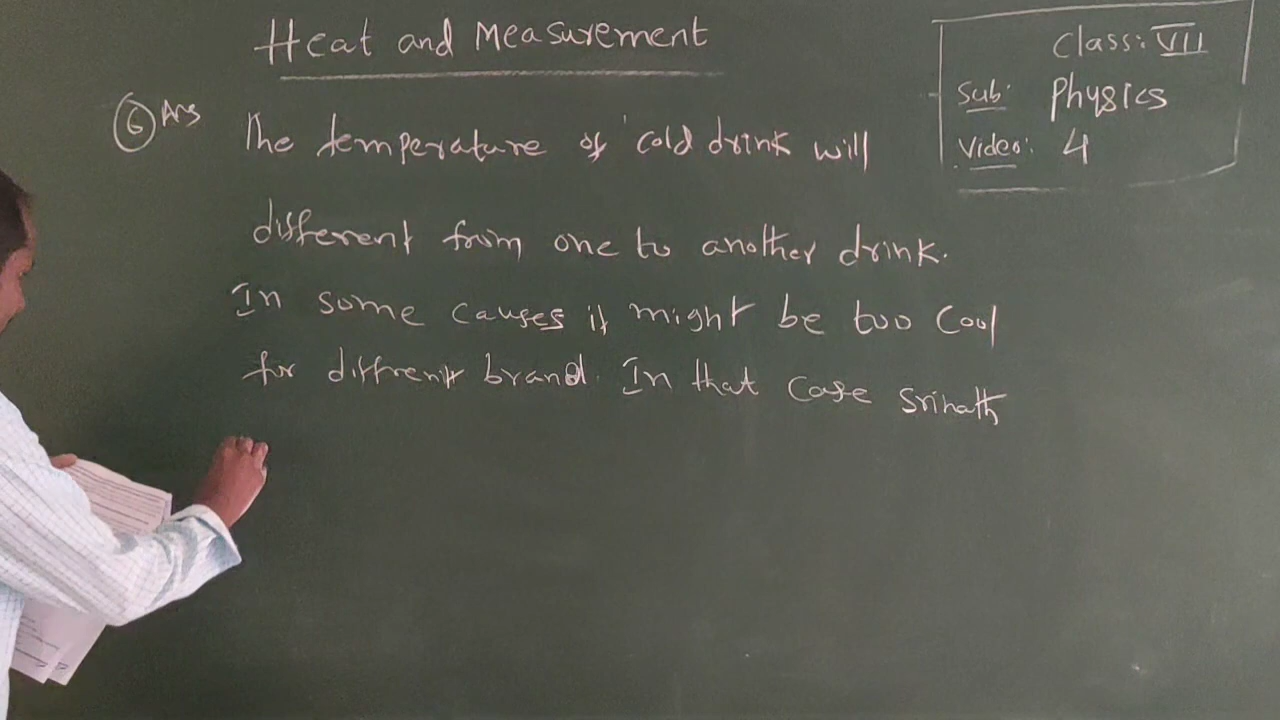 Heat and Measurement
Class: VII
Sub: Physics
Video: 4
6 Ans The temperature of cold drink will
different from one to another drink.
In some causes it might be too cool
for diffrent brand. In that case Srinath